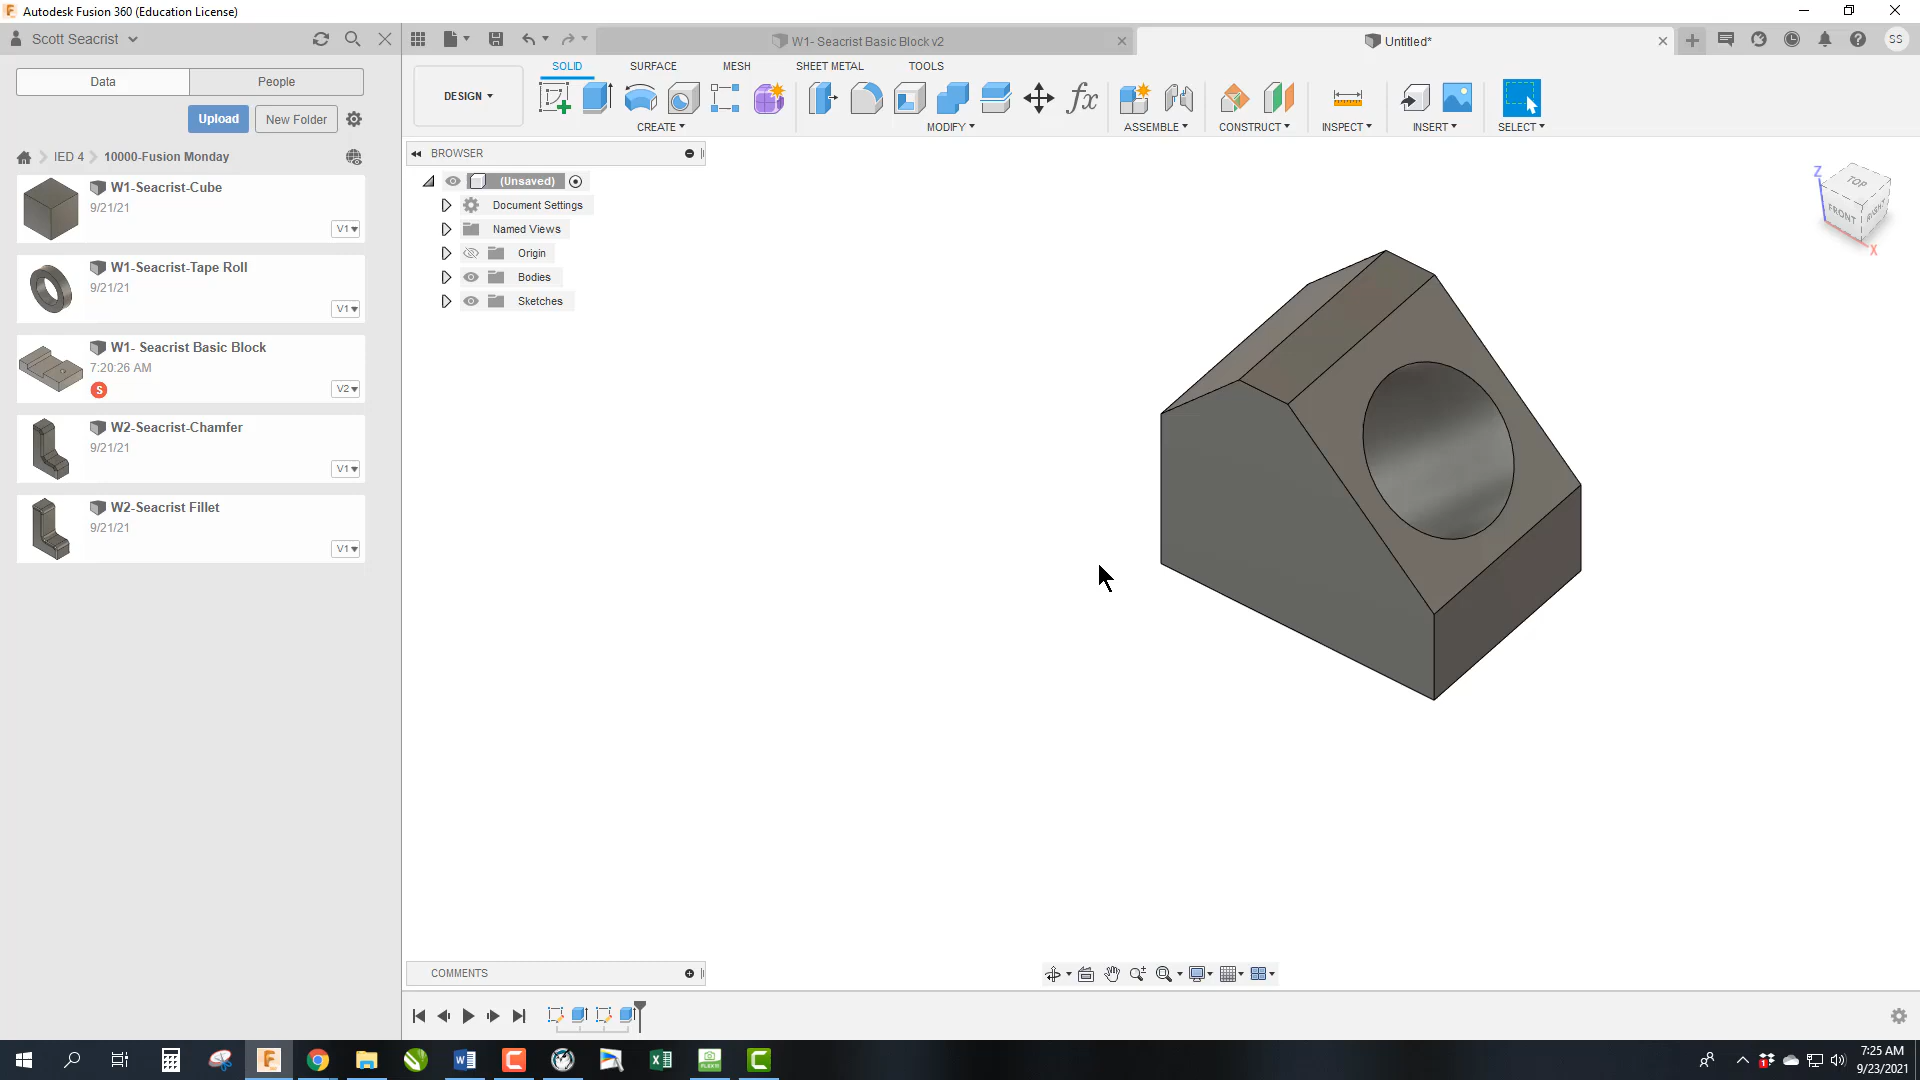 Autodesk Fusion 360 (Education License)
Scott Seacrist
W1- Seacrist Basic Block v2
Untitled*
SS
Data
People
SOLID
SURFACE
MESH
SHEET METAL
TOOLS
DESIGN
Upload
New Folder
CREATE
MODIFY
ASSEMBLE
CONSTRUCT
INSPECT
INSERT
SELECT
IED 4
10000-Fusion Monday
BROWSER
(Unsaved)
Document Settings
Named Views
Origin
Bodies
Sketches
W1-Seacrist-Cube
9/21/21
V1
W1-Seacrist-Tape Roll
9/21/21
V1
W1- Seacrist Basic Block
7:20:26 AM
S
V2
W2-Seacrist-Chamfer
9/21/21
V1
W2-Seacrist Fillet
9/21/21
V1
Z
TOP
FRONT
RIGHT
X
COMMENTS
7:25 AM
9/23/2021